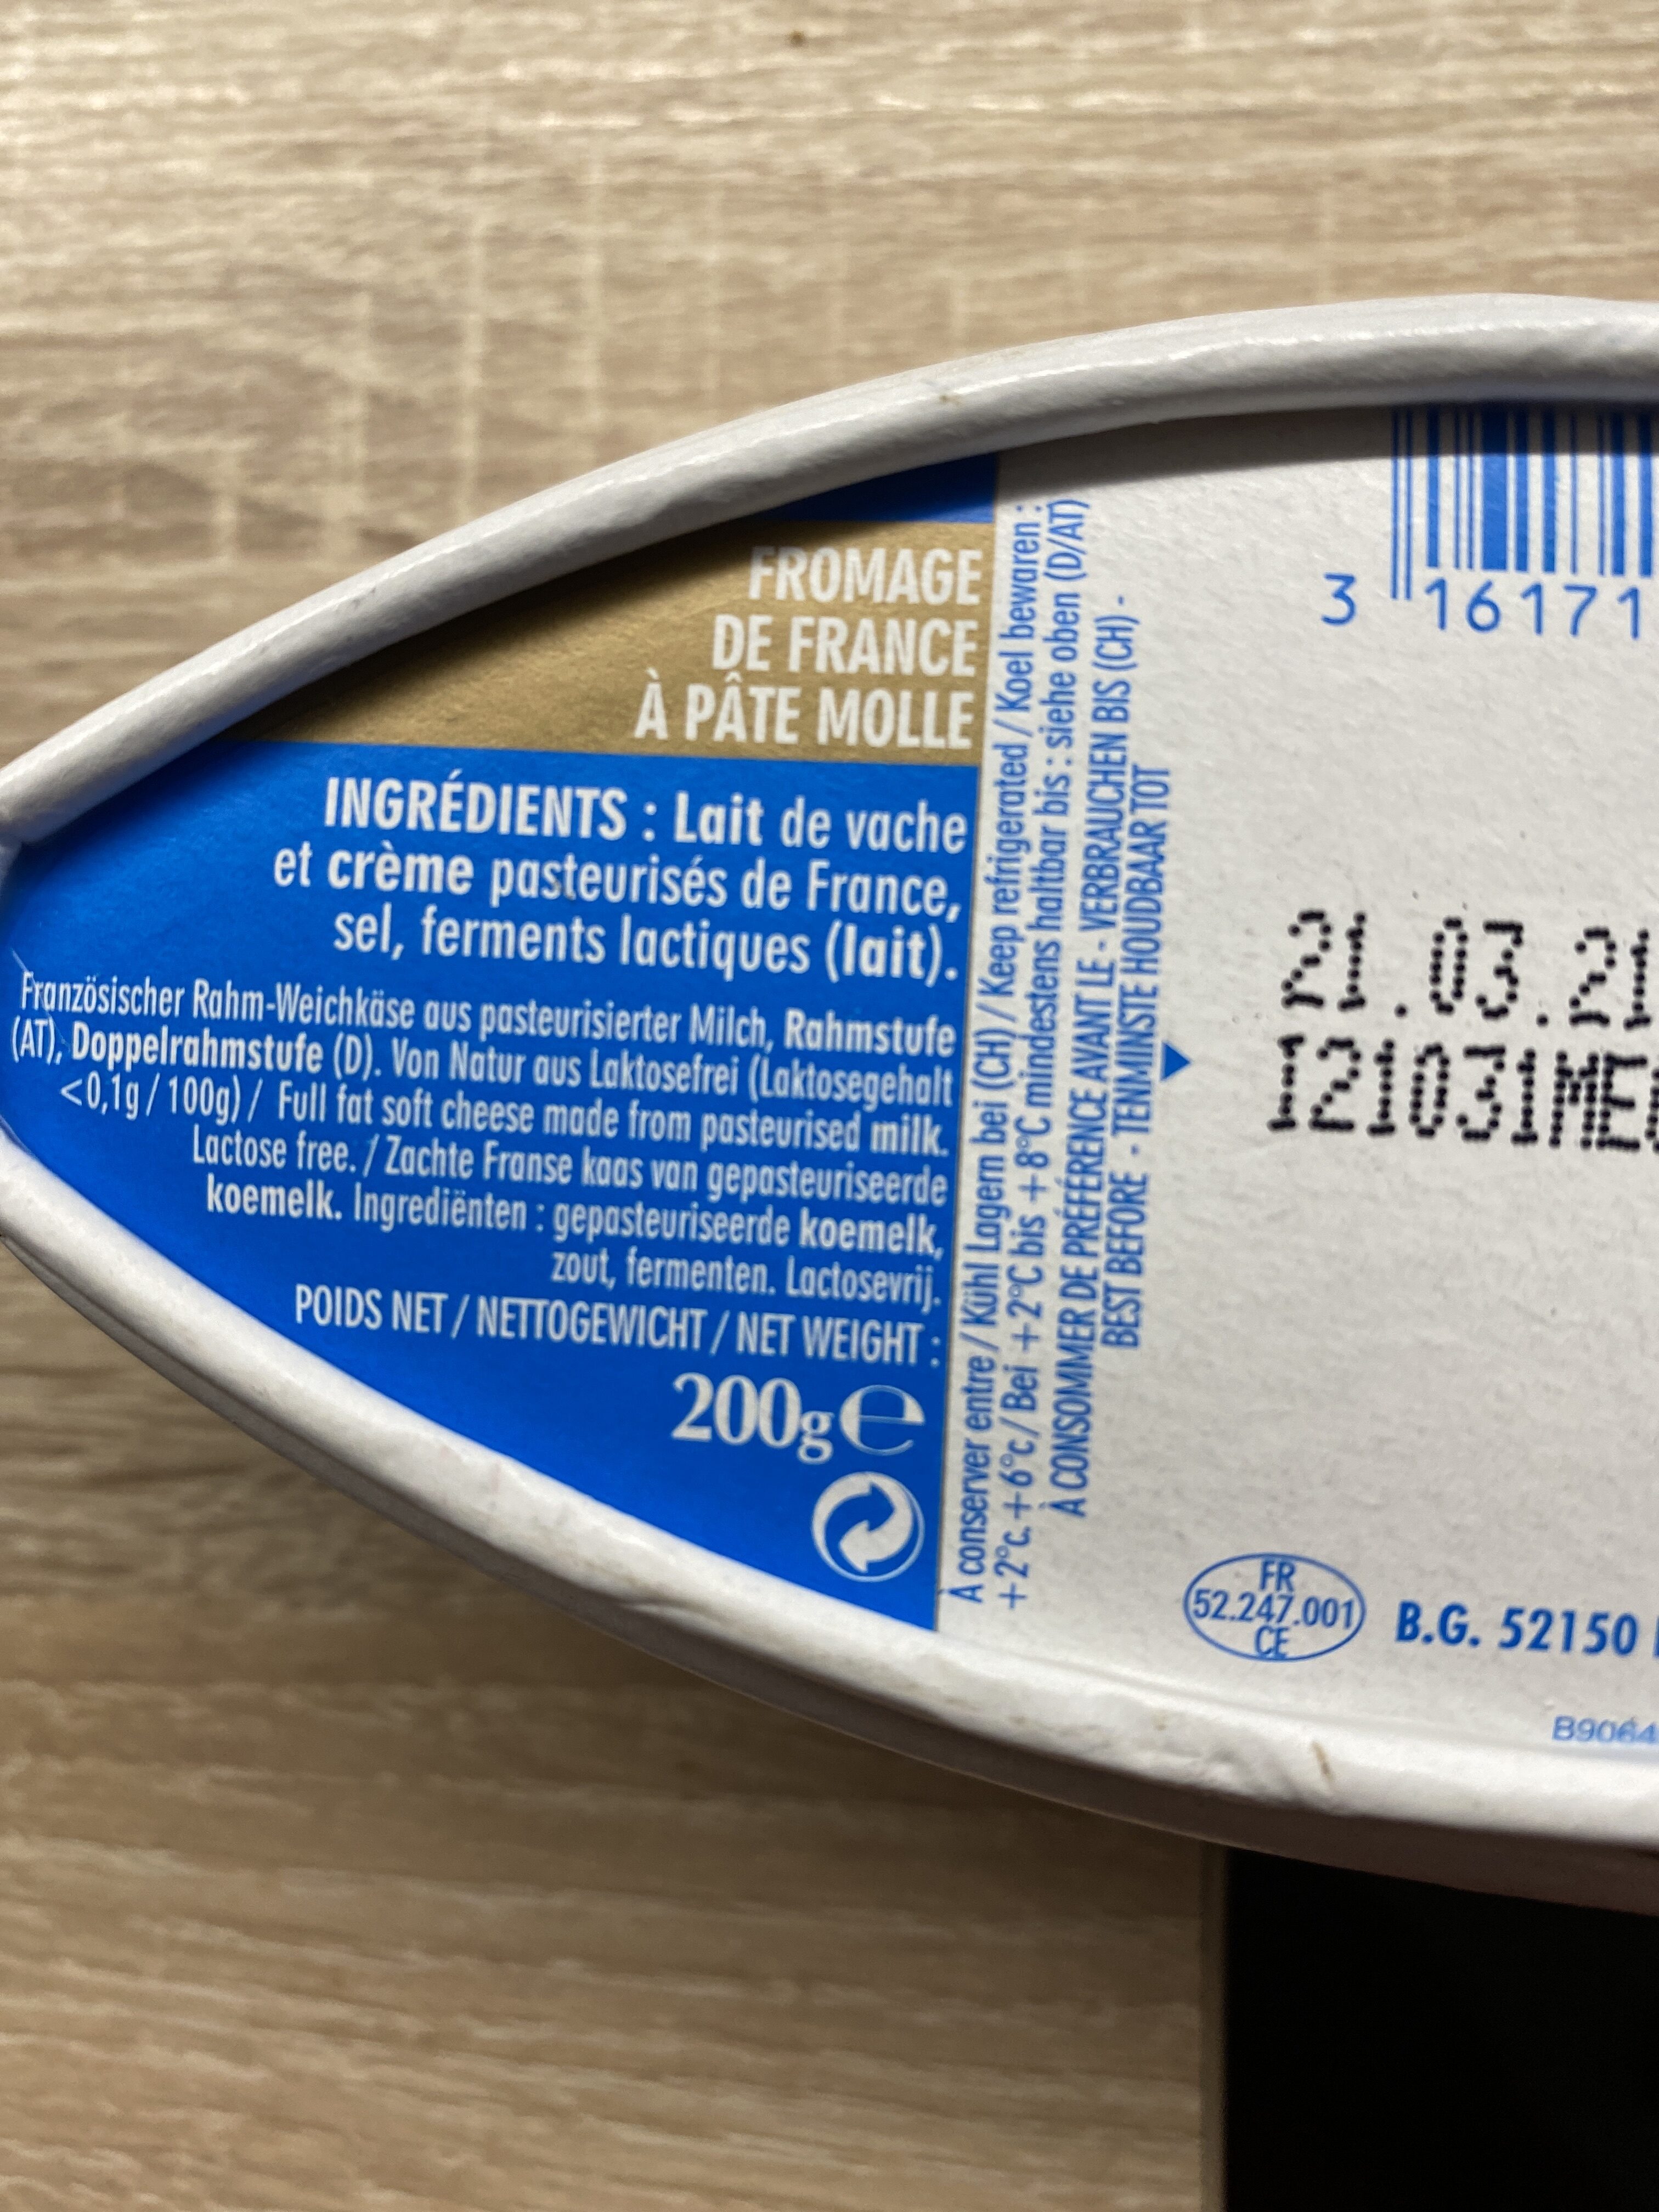 FROMAGE
DE FRANCE
À PÂTE MOLLE
INGRÉDIENTS : Lait de vache
et crème pasteurisés de France,
sel, ferments lactiques (lait).
Französischer Rahm-Weichkäse aus pasteurisierter Milch, Rahmstufe
(AT), Doppelrahmstufe (D). Von Natur aus Laktosefrei (Laktosegehalt
<0,1g / 100g) / Full fat soft cheese made from pasteurised milk.
Lactose free. / Zachte Franse kaas van gepasteuriseerde
koemelk. Ingrediënten : gepasteuriseerde koemelk,
zout, fermenten. Lactosevrij.
POIDS NET / NETTOGEWICHT / NET WEIGHT :
200g e
À conserver entre / Kühl Lagern bei (CH) / Keep refrigerated / Koel bewaren :
+2°c. +6°c / Bei +2°C bis +8°C mindestens haltbar bis : siehe oben (D/AT)
À CONSOMMER DE PRÉFÉRENCE AVANT LE - VERBRAUCHEN BIS (CH) -
BEST BEFORE - TENMINSTE HOUDBAAR TOT
3 16171
21.03.21
121031ME
FR
52.247.001
CE
B.G. 52150
B9064